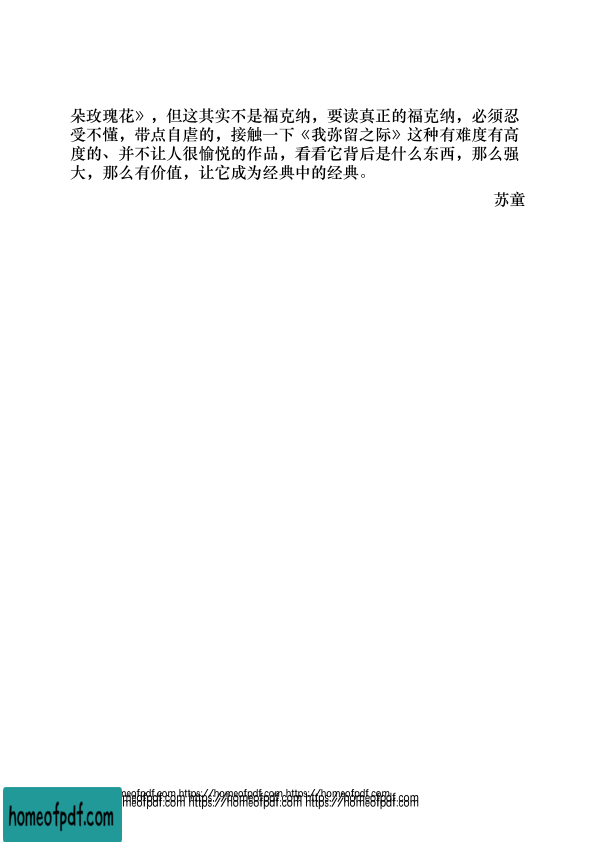 朵玫瑰花》，但这其实不是福克纳，要读真正的福克纳，必须忍
受不懂，带点自虐的，接触一下《我弥留之际》这种有难度有高
度的、并不让人很愉悦的作品，看看它背后是什么东西，那么强
大，那么有价值，让它成为经典中的经典。
苏童
homeofpdf.com https://homeofpdf.com https://homeofpdf.com
homeofpdf.com https://homeofpdf.com https://homeofpdf.com
homeofpdf.com